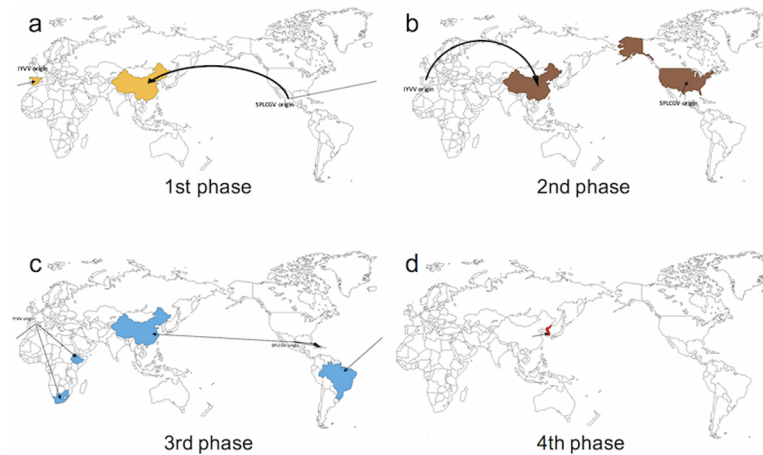 a
IYVV origin
SPLCGV origin
1st phase
b
IYVV origin
SPLCGV origin
2nd phase
c
IYVV origin
SPLCGV origin
3rd phase
d
4th phase